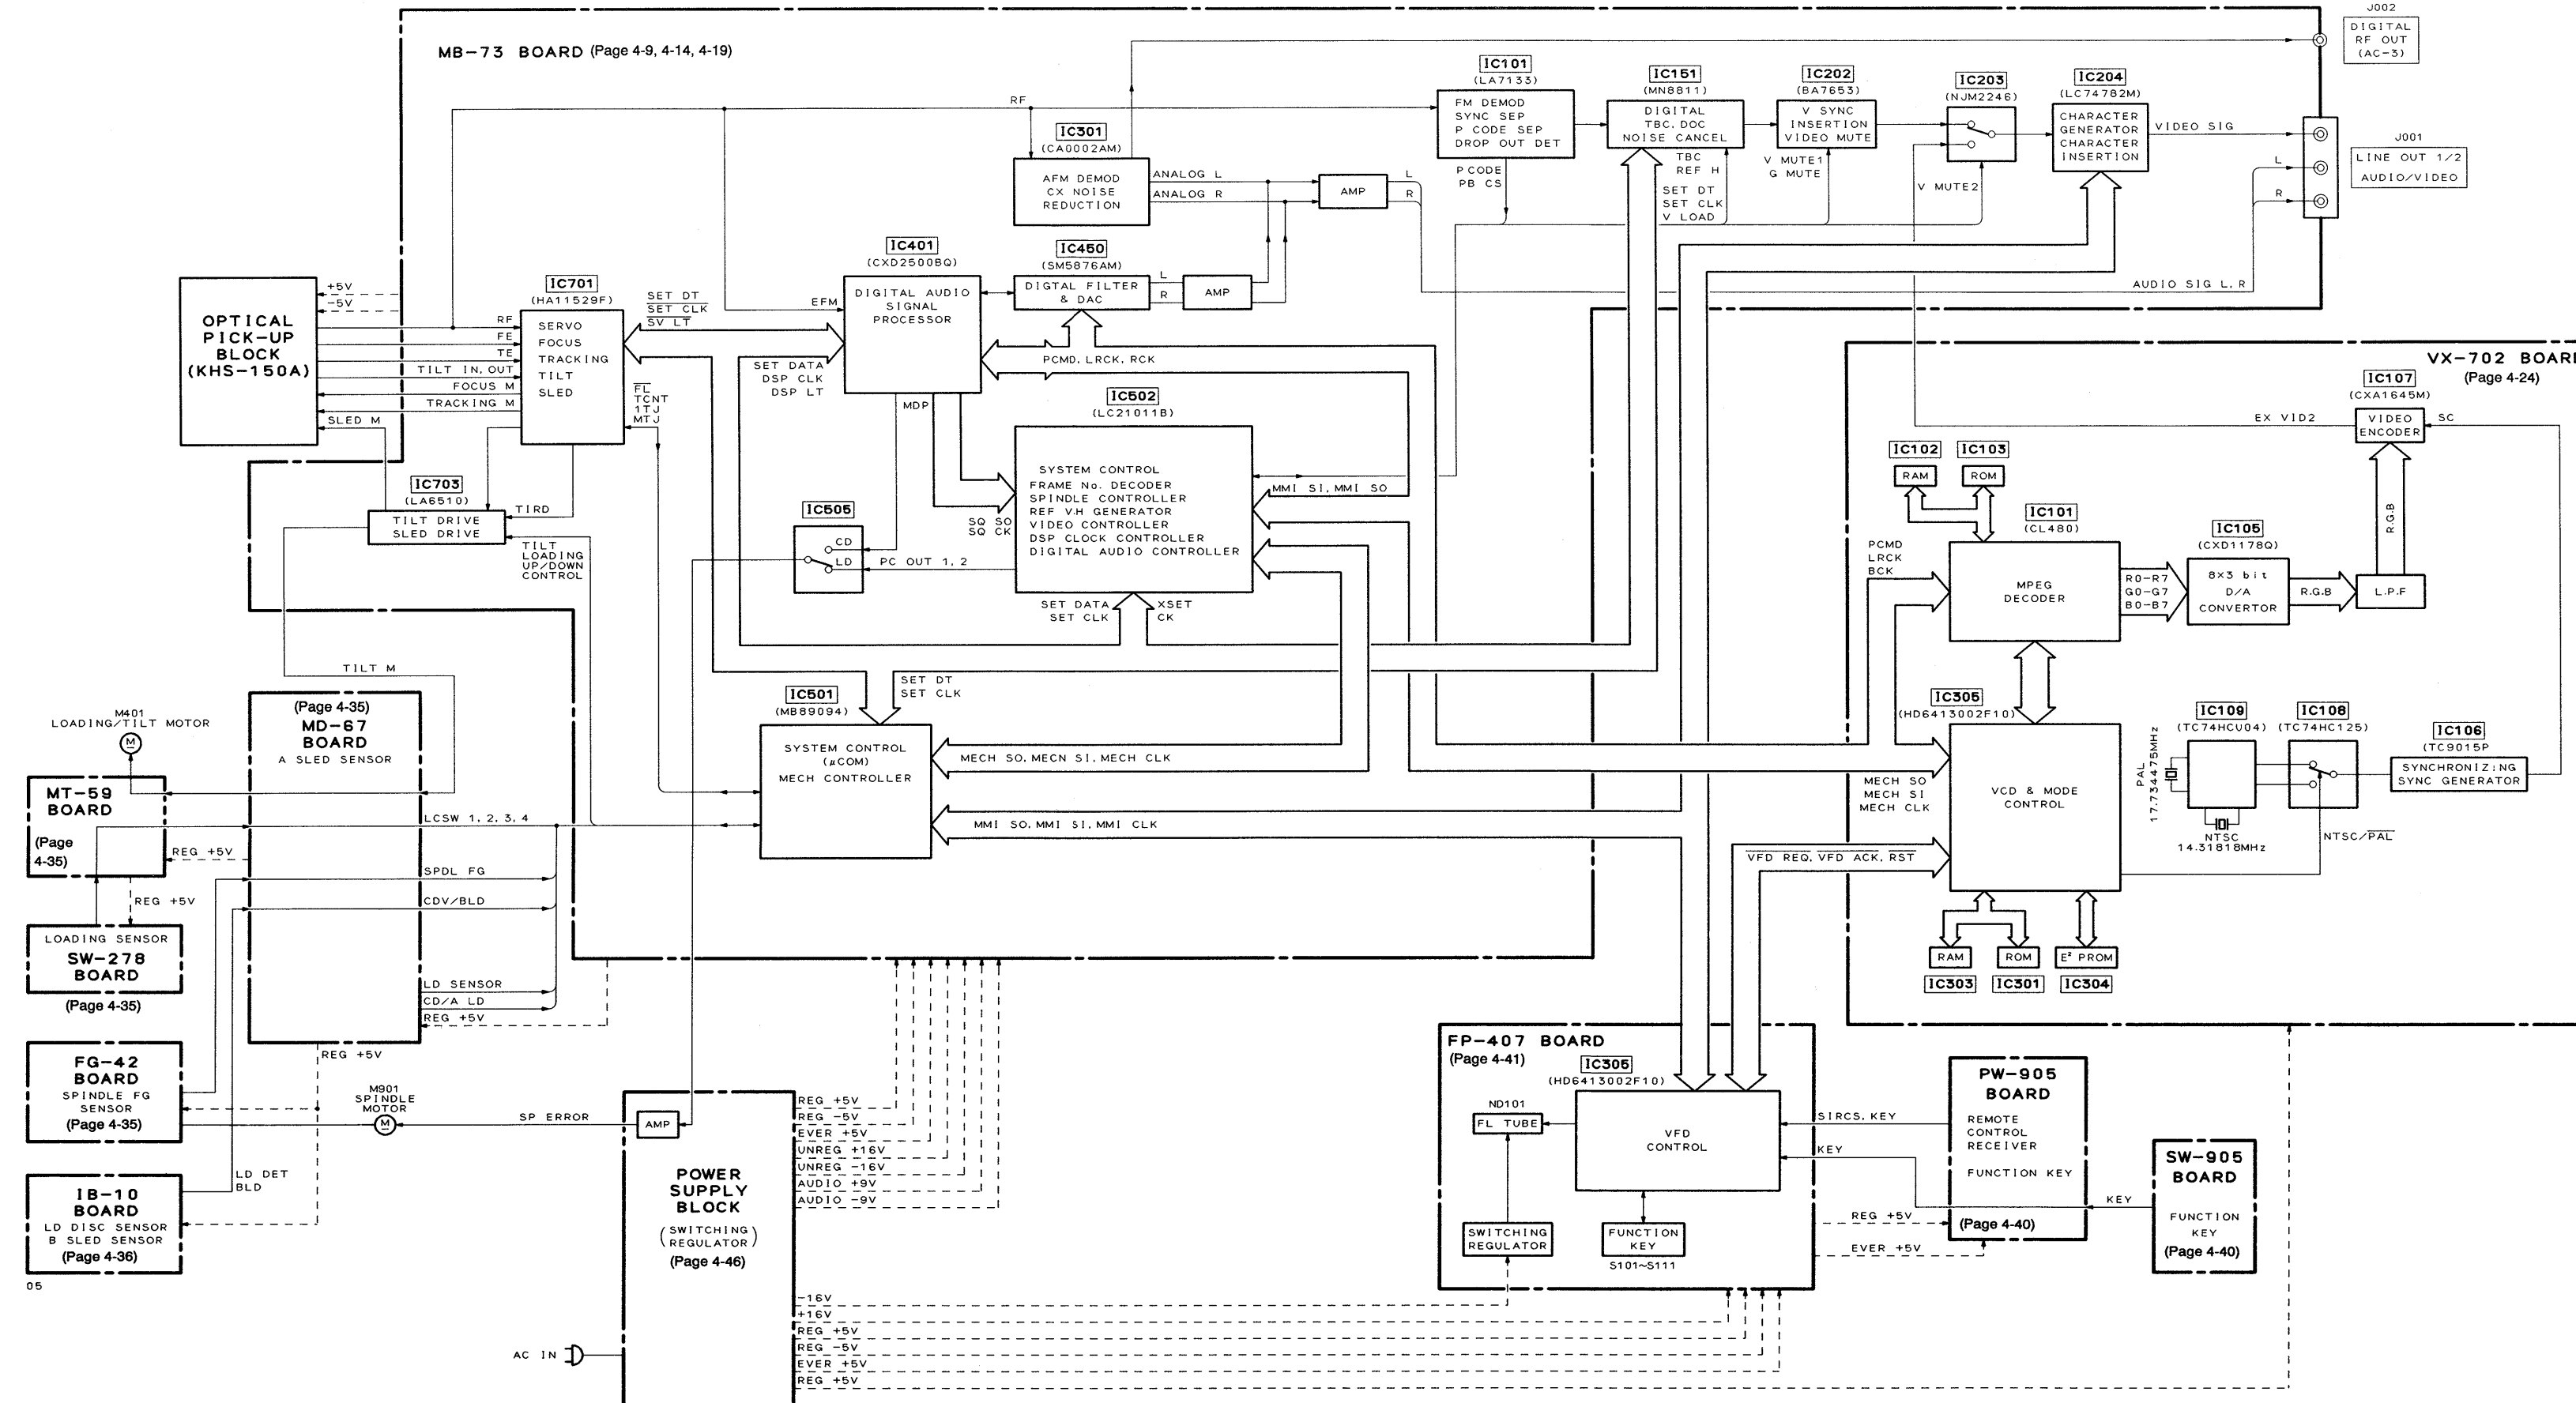 MB-73 BOARD (Page 4-9, 4-14, 4-19)
J002
DIGITAL
RF OUT
(AC-3)
RF
IC301
(CA0002AM)
AFM DEMOD
CX NOISE
REDUCTION
ANALOG L
ANALOG R
AMP
L
R
IC101
(LA7133)
FM DEMOD
SYNC SEP
P CODE SEP
DROP OUT DET
P CODE
PB CS
IC151
(MN8811)
DIGITAL
TBC.DOC
NOISE CANCEL
TBC
REF H
SET DT
SET CLK
V LOAD
IC202
(BA7653)
V SYNC
INSERTION
VIDEO MUTE
V MUTE1
G MUTE
IC203
(NJM2246)
V MUTE2
IC204
(LC74782M)
CHARACTER
GENERATOR
CHARACTER
INSERTION
VIDEO SIG
J001
LINE OUT 1/2
AUDIO/VIDEO
L
R
AUDIO SIG L, R
OPTICAL
PICK-UP
BLOCK
(KHS-150A)
+5V
-5V
RF
FE
TE
TILT IN, OUT
FOCUS M
TRACKING M
SLED M
IC701
(HA11529F)
SERVO
FOCUS
TRACKING
TILT
SLED
SET DT
SET CLK
SV LT
FL
TCNT
1TJ
MTJ
IC401
(CXD2500BQ)
DIGITAL AUDIO
SIGNAL
PROCESSOR
EFM
SET DATA
DSP CLK
DSP LT
MDP
IC450
(SM5876AM)
DIGTAL FILTER
& DAC
L
R
AMP
PCMD, LRCK, RCK
IC502
(LC21011B)
SYSTEM CONTROL
FRAME No. DECODER
SPINDLE CONTROLLER
REF V.H GENERATOR
VIDEO CONTROLLER
DSP CLOCK CONTROLLER
DIGITAL AUDIO CONTROLLER
MMI SI, MMI SO
SQ SO
SQ CK
PC OUT 1, 2
SET DATA
SET CLK
XSET
CK
IC703
(LA6510)
TILT DRIVE
SLED DRIVE
TIRD
TILT
LOADING
UP/DOWN
CONTROL
IC505
CD
LD
TILT M
IC501
(MB89094)
SYSTEM CONTROL
(μCOM)
MECH CONTROLLER
SET DT
SET CLK
MECH SO, MECN SI, MECH CLK
MMI SO, MMI SI, MMI CLK
VX-702 BOARD
(Page 4-24)
IC107
(CXA1645M)
VIDEO
ENCODER
EX VID2
SC
IC102
RAM
IC103
ROM
IC101
(CL480)
MPEG
DECODER
PCMD
LRCK
BCK
R0-R7
G0-G7
B0-B7
IC105
(CXD1178Q)
8×3 bit
D/A
CONVERTOR
R.G.B
L.P.F
R.G.B
IC305
(HD6413002F10)
VCD & MODE
CONTROL
MECH SO
MECH SI
MECH CLK
VFD REQ, VFD ACK, RST
PAL
17.734475MHz
IC109
(TC74HCU04)
NTSC
14.31818MHz
IC108
(TC74HC125)
NTSC/PAL
IC106
(TC9015P
SYNCHRONIZ:NG
SYNC GENERATOR
RAM
IC303
ROM
IC301
E² PROM
IC304
M401
LOADING/TILT MOTOR
M
(Page 4-35)
MD-67
BOARD
A SLED SENSOR
MT-59
BOARD
(Page
4-35)
REG +5V
REG +5V
LOADING SENSOR
SW-278
BOARD
(Page 4-35)
LCSW 1, 2, 3, 4
SPDL FG
CDV/BLD
LD SENSOR
CD/A LD
REG +5V
REG +5V
FG-42
BOARD
SPINDLE FG
SENSOR
(Page 4-35)
M901
SPINDLE
MOTOR
M
SP ERROR
AMP
IB-10
BOARD
LD DISC SENSOR
B SLED SENSOR
(Page 4-36)
LD DET
BLD
05
POWER
SUPPLY
BLOCK
(SWITCHING
REGULATOR)
(Page 4-46)
REG +5V
REG -5V
EVER +5V
UNREG +16V
UNREG -16V
AUDIO +9V
AUDIO -9V
-16V
+16V
REG +5V
REG -5V
EVER +5V
REG +5V
AC IN
FP-407 BOARD
(Page 4-41)
IC305
(HD6413002F10)
VFD
CONTROL
ND101
FL TUBE
SWITCHING
REGULATOR
FUNCTION
KEY
S101~S111
SIRCS, KEY
KEY
REG +5V
EVER +5V
PW-905
BOARD
REMOTE
CONTROL
RECEIVER
FUNCTION KEY
(Page 4-40)
KEY
SW-905
BOARD
FUNCTION
KEY
(Page 4-40)